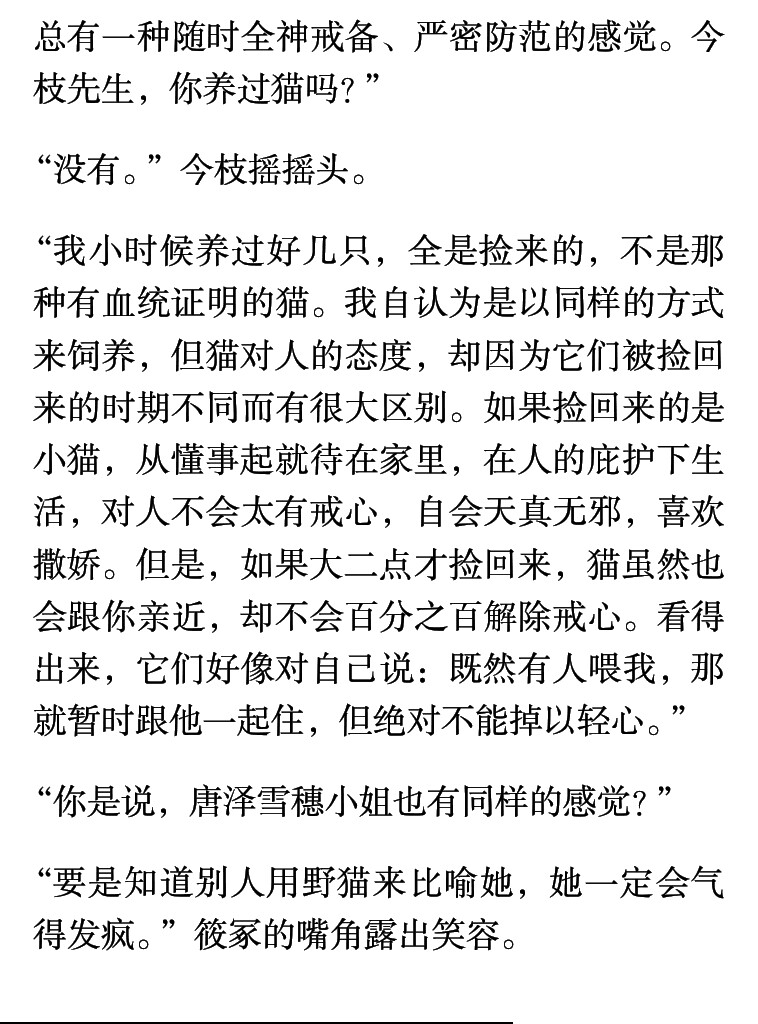 总有一种随时全神戒备、严密防范的感觉。今
枝先生，你养过猫吗？”
“没有。”今枝摇摇头。
“我小时候养过好几只，全是捡来的，不是那
种有血统证明的猫。我自认为是以同样的方式
来饲养，但猫对人的态度，却因为它们被捡回
来的时期不同而有很大区别。如果捡回来的是
小猫，从懂事起就待在家里，在人的庇护下生
活，对人不会太有戒心，自会天真无邪，喜欢
撒娇。但是，如果大二点才捡回来，猫虽然也
会跟你亲近，却不会百分之百解除戒心。看得
出来，它们好像对自己说：既然有人喂我，那
就暂时跟他一起住，但绝对不能掉以轻心。”
“你是说，唐泽雪穗小姐也有同样的感觉？”
“要是知道别人用野猫来比喻她，她一定会气
得发疯。”筱冢的嘴角露出笑容。